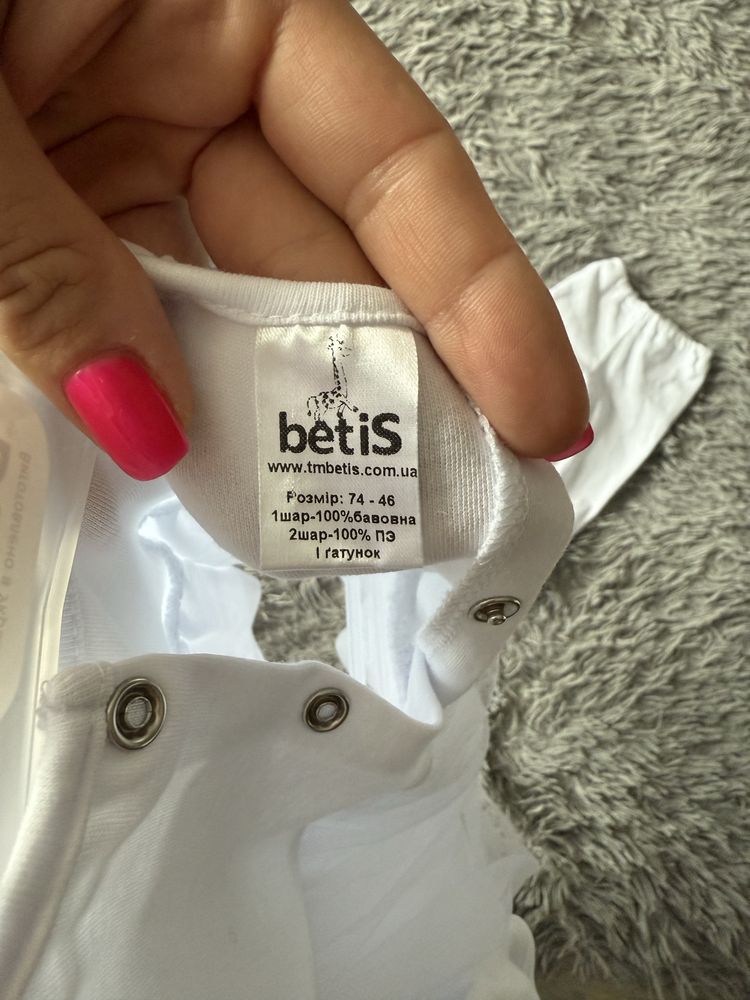 betiS
www.tmbetis.com.ua
Розмір: 74 - 46
1шар-100%бавовна
2шар-100% ПЭ
І ґатунок